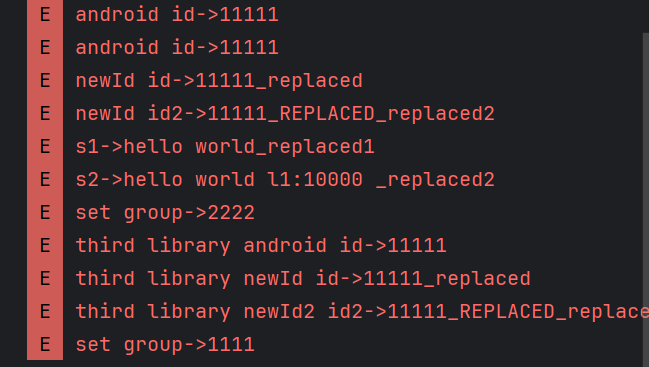 E android id->11111
E android id->11111
E newId id->11111_replaced
E newId id2->11111_REPLACED_replaced2
E s1->hello world_replaced1
E s2->hello world l1:10000 _replaced2
E set group->2222
E third library android id->11111
E third library newId id->11111_replaced
E third library newId2 id2->11111_REPLACED_replace
E set group->1111